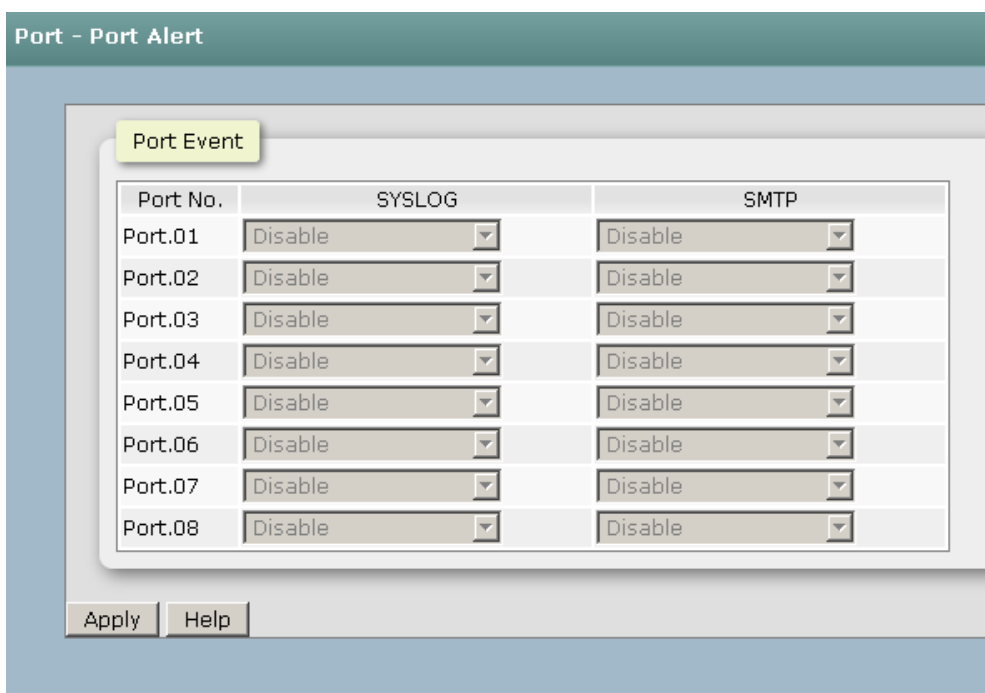 Port - Port Alert
Port Event
Port No. SYSLOG SMTP
Port.01 Disable Disable
Port.02 Disable Disable
Port.03 Disable Disable
Port.04 Disable Disable
Port.05 Disable Disable
Port.06 Disable Disable
Port.07 Disable Disable
Port.08 Disable Disable
Apply Help